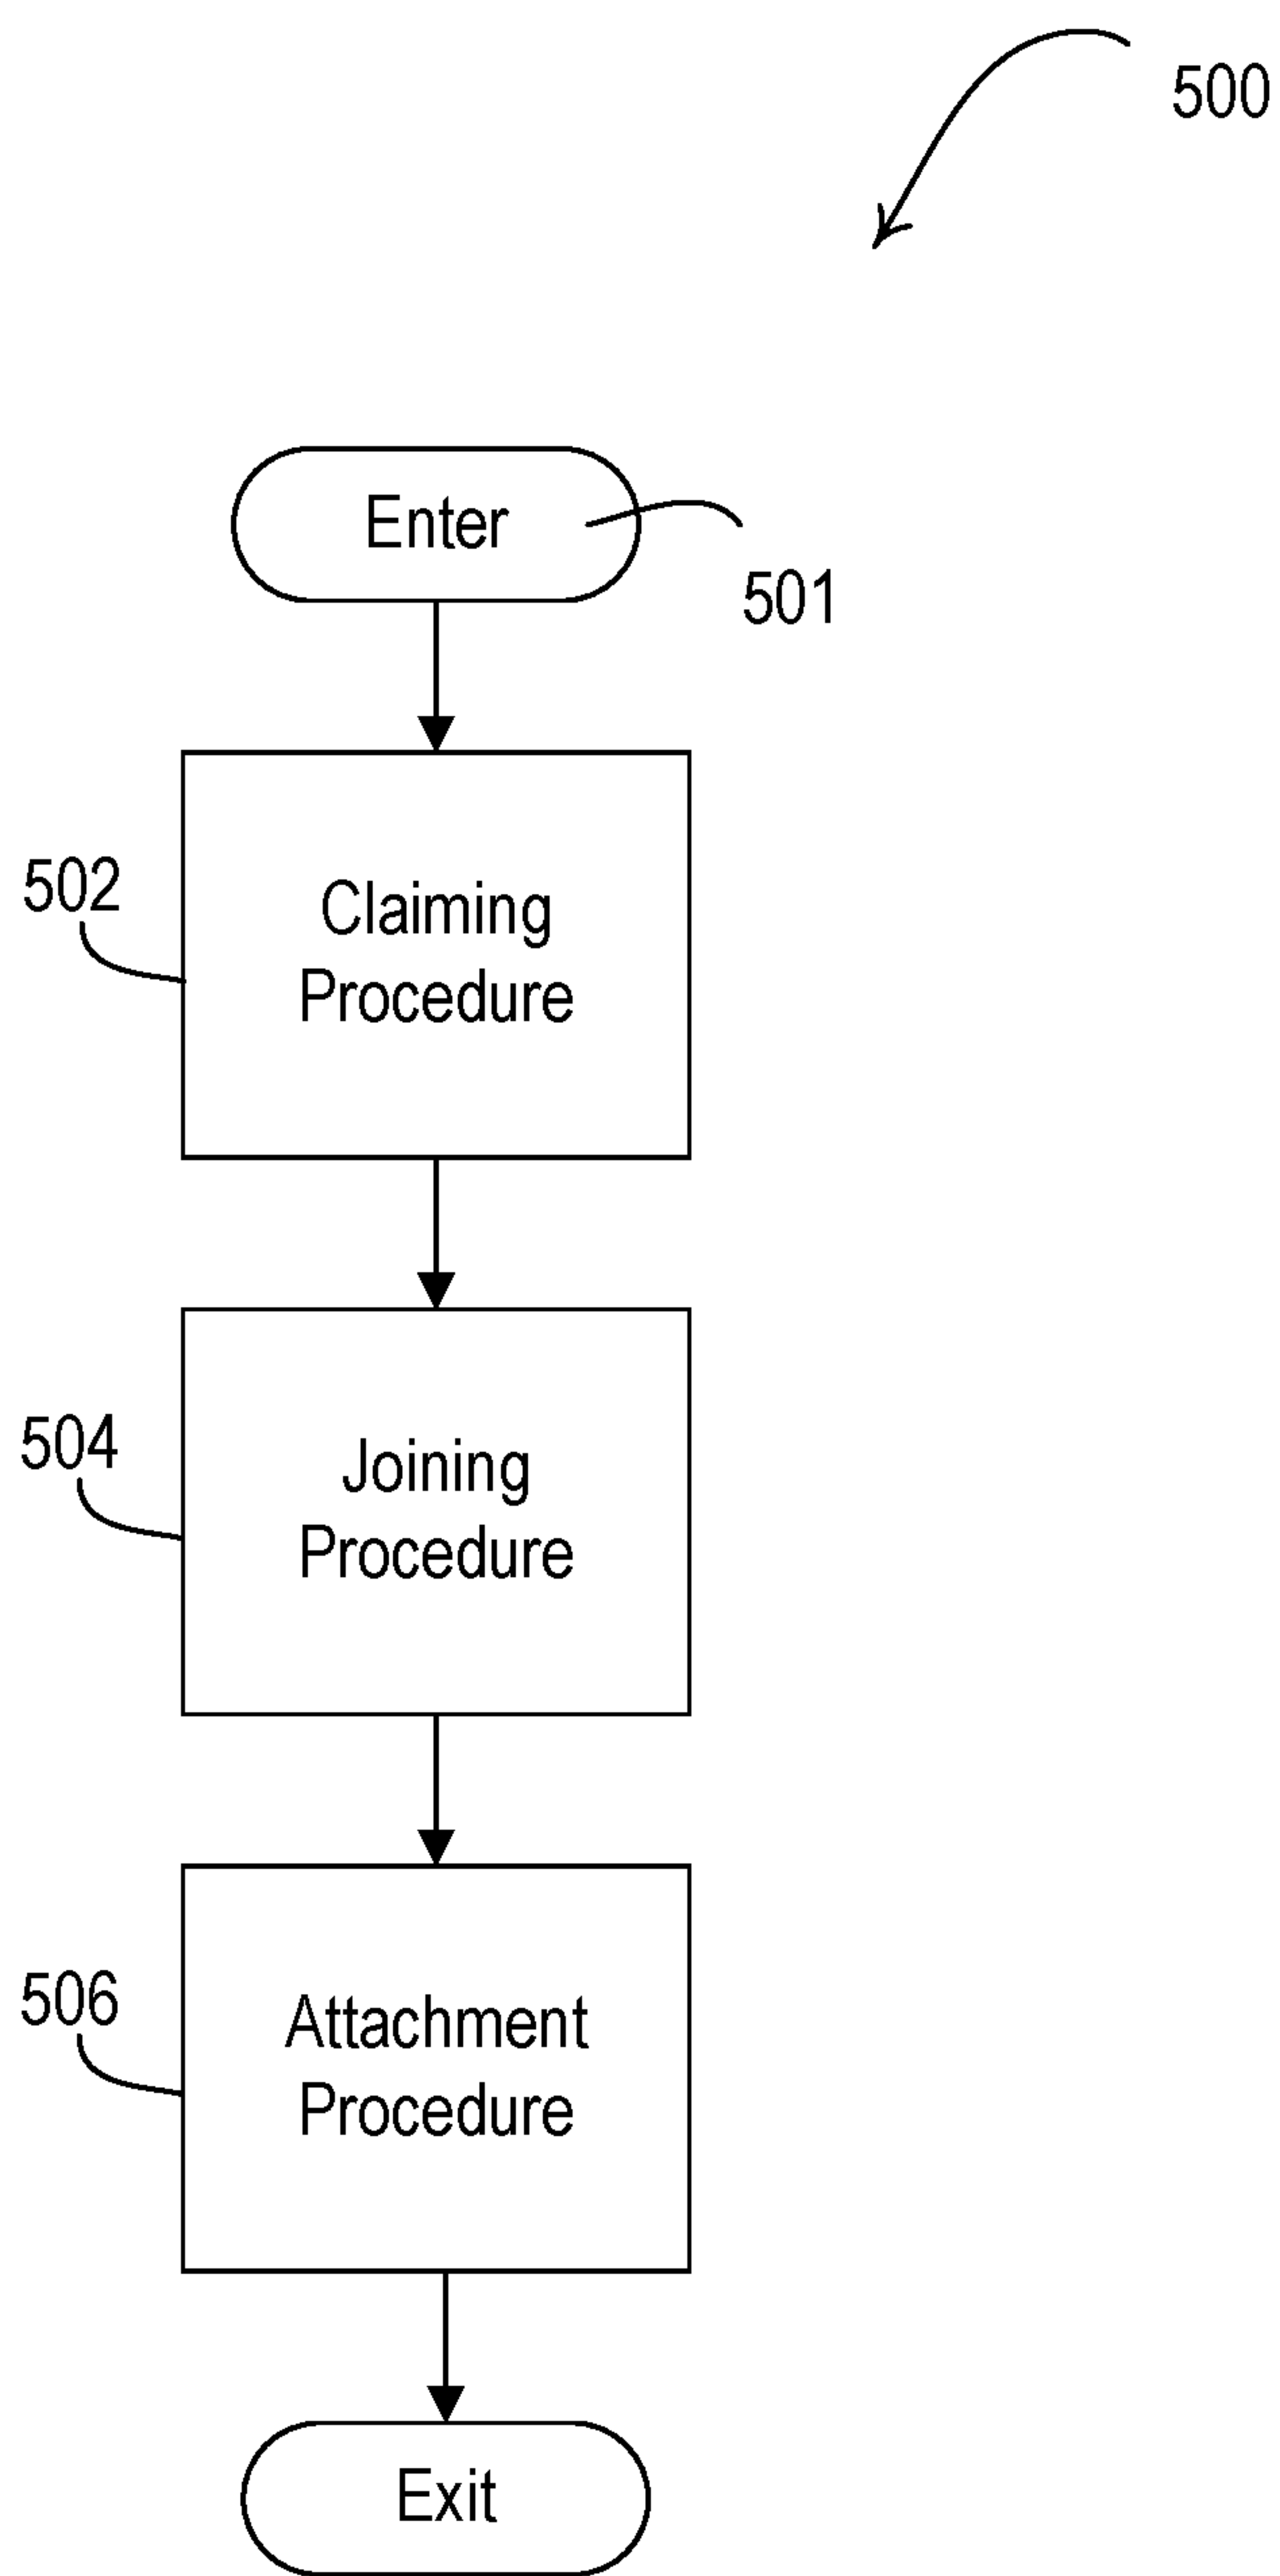 500
Enter
501
502
Claiming
Procedure
504
Joining
Procedure
506
Attachment
Procedure
Exit